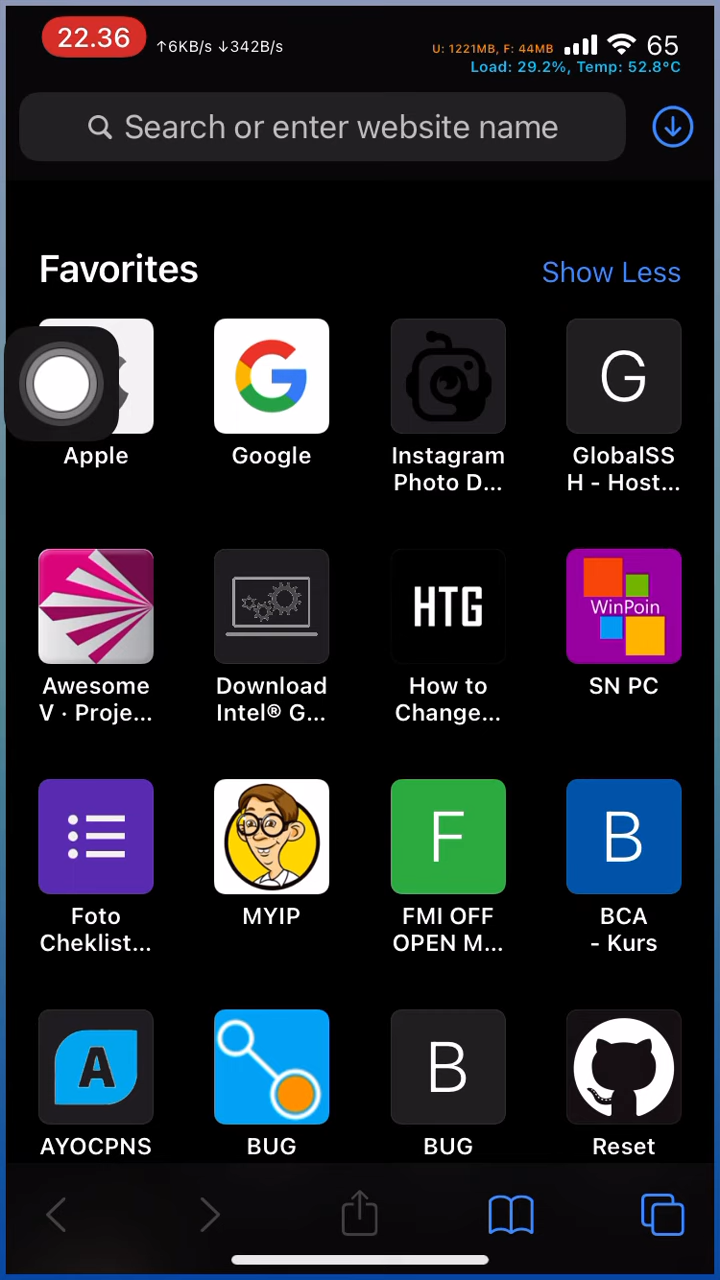 22.36
↑6KB/s ↓342B/s
U: 1221MB, F: 44MB
65
Load: 29.2%, Temp: 52.8ºC
Search or enter website name
Favorites
Show Less
Apple
Google
Instagram
Photo D...
G
GlobalSS
H - Host...
Awesome
V · Proje...
Download
Intel® G...
HTG
How to
Change...
WinPoin
SN PC
Foto
Cheklist...
MYIP
F
FMI OFF
OPEN M...
B
BCA
- Kurs
A
AYOCPNS
BUG
B
BUG
Reset